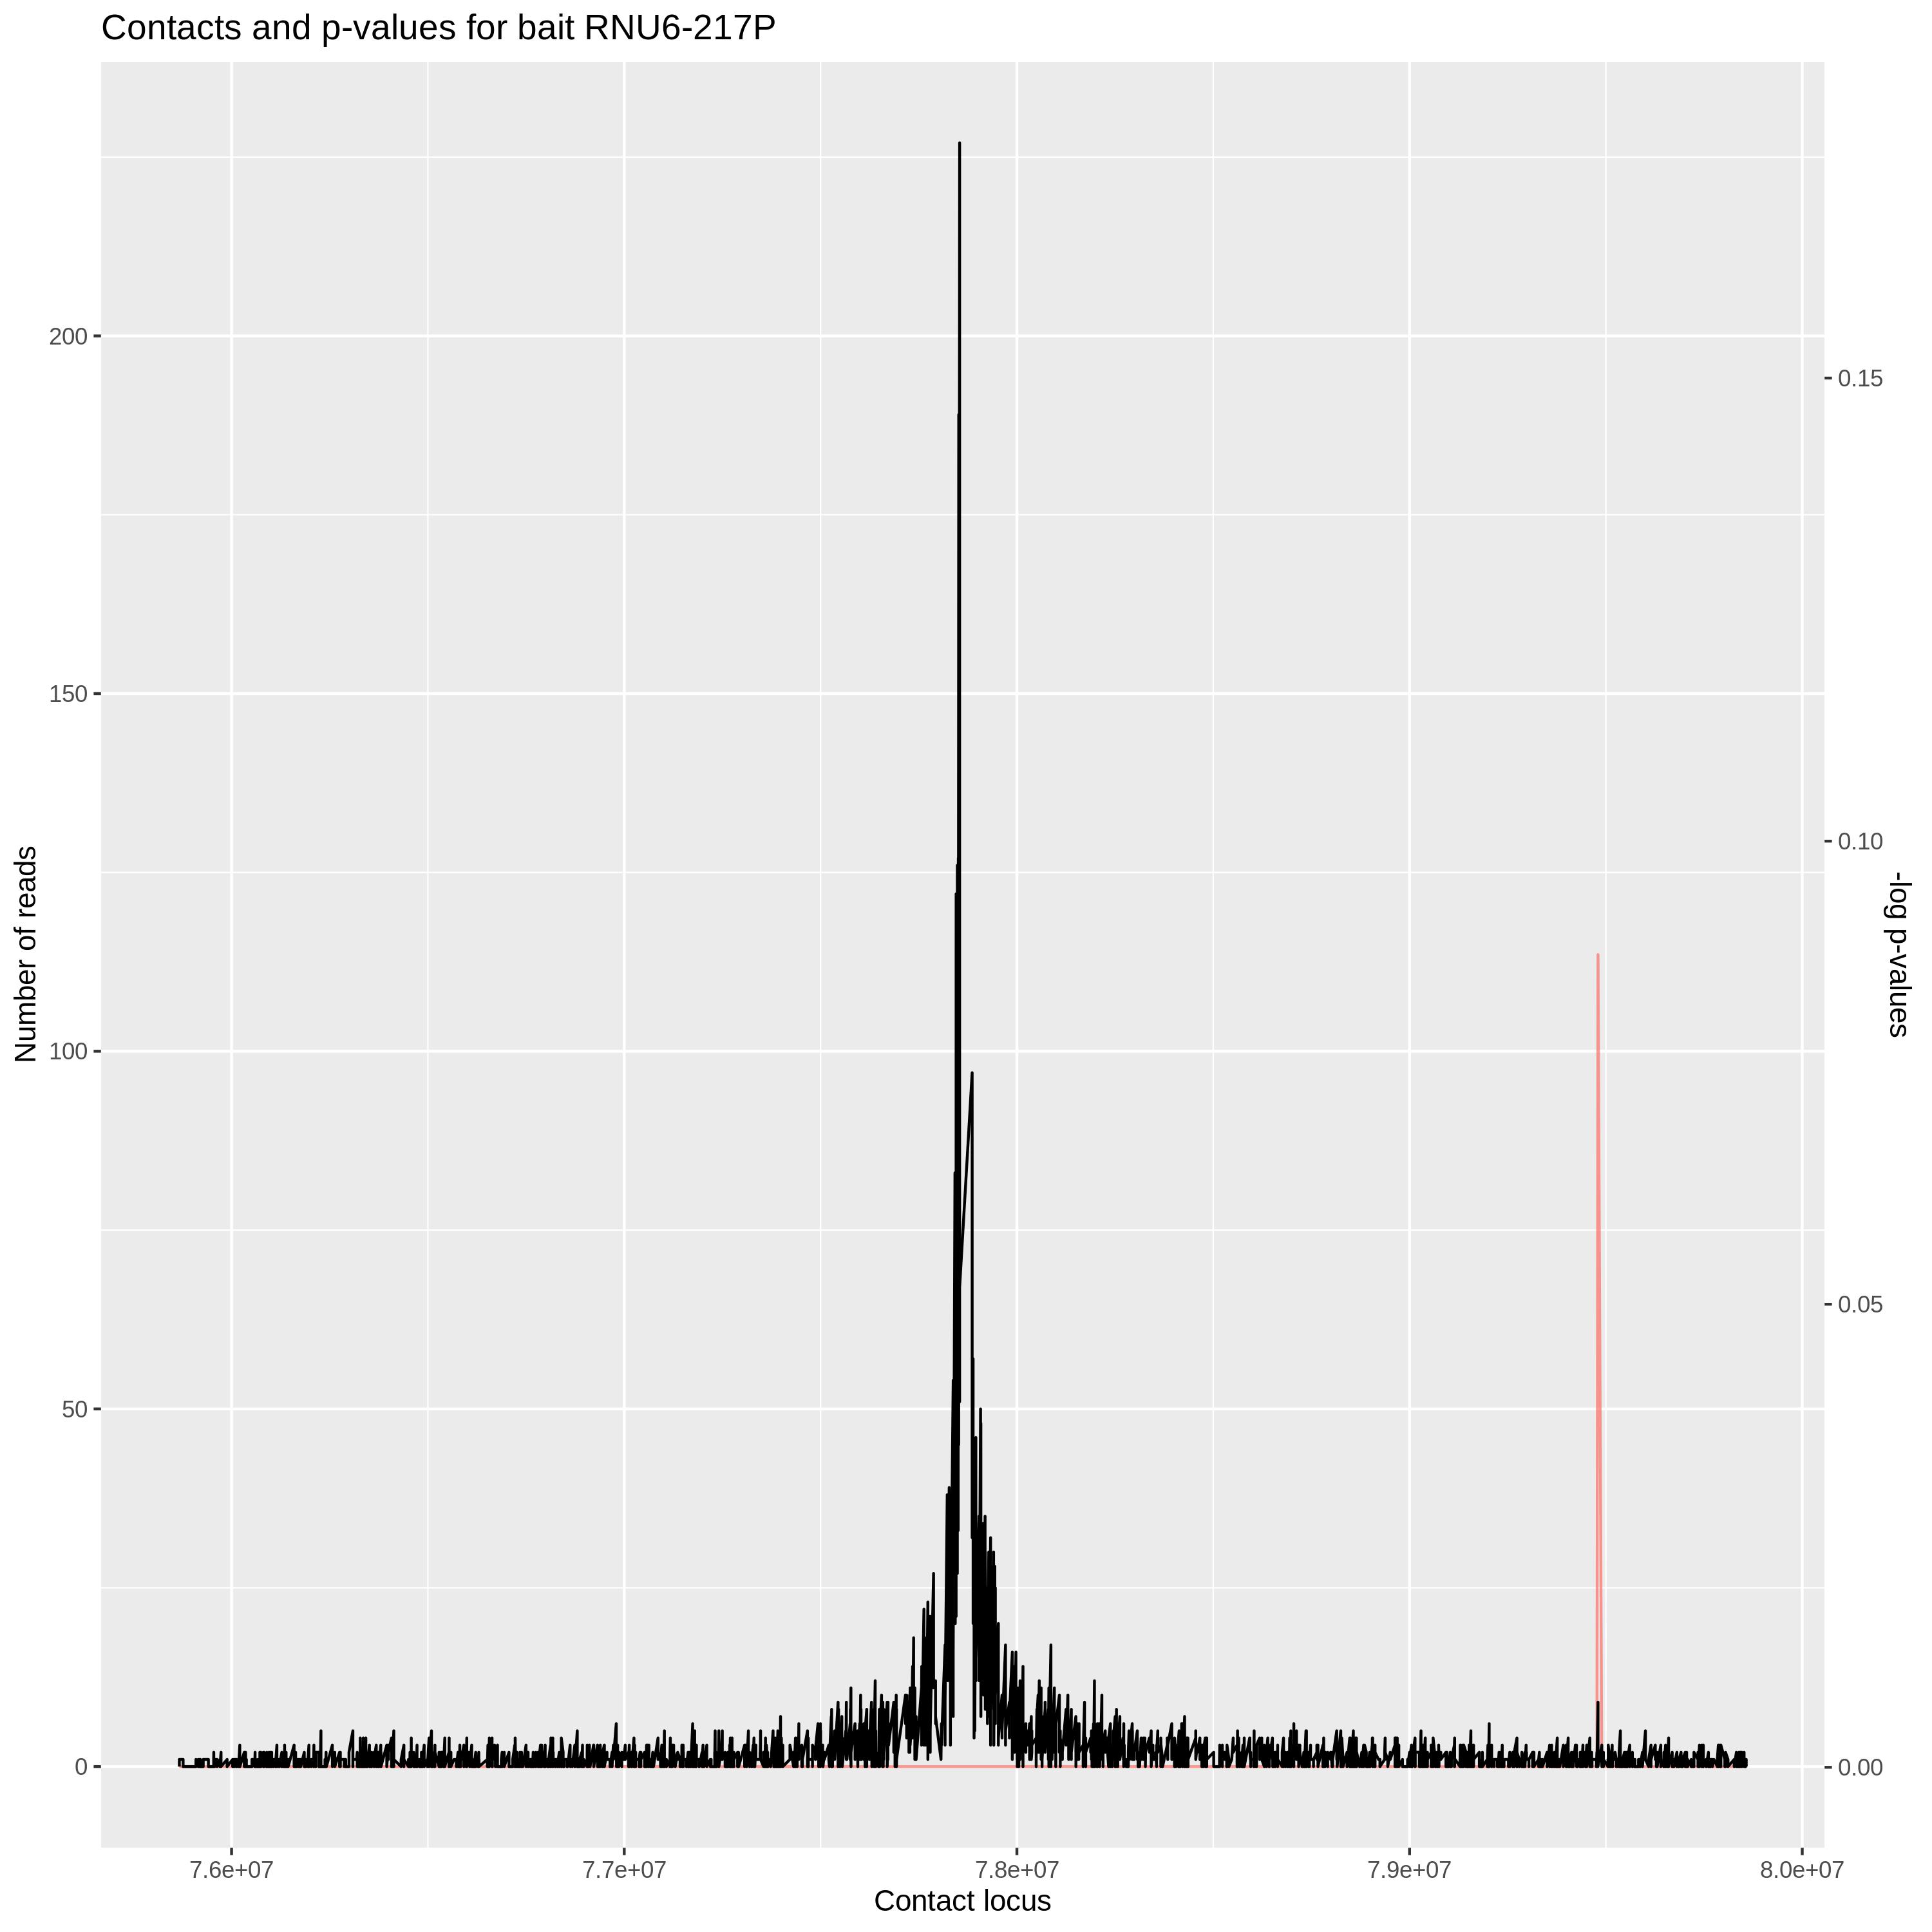 Contacts and p-values for bait RNU6-217P
Number of reads
200
150
100
50
0
0.15
0.10
0.05
0.00
-log p-values
7.6e+07
7.7e+07
7.8e+07
7.9e+07
8.0e+07
Contact locus